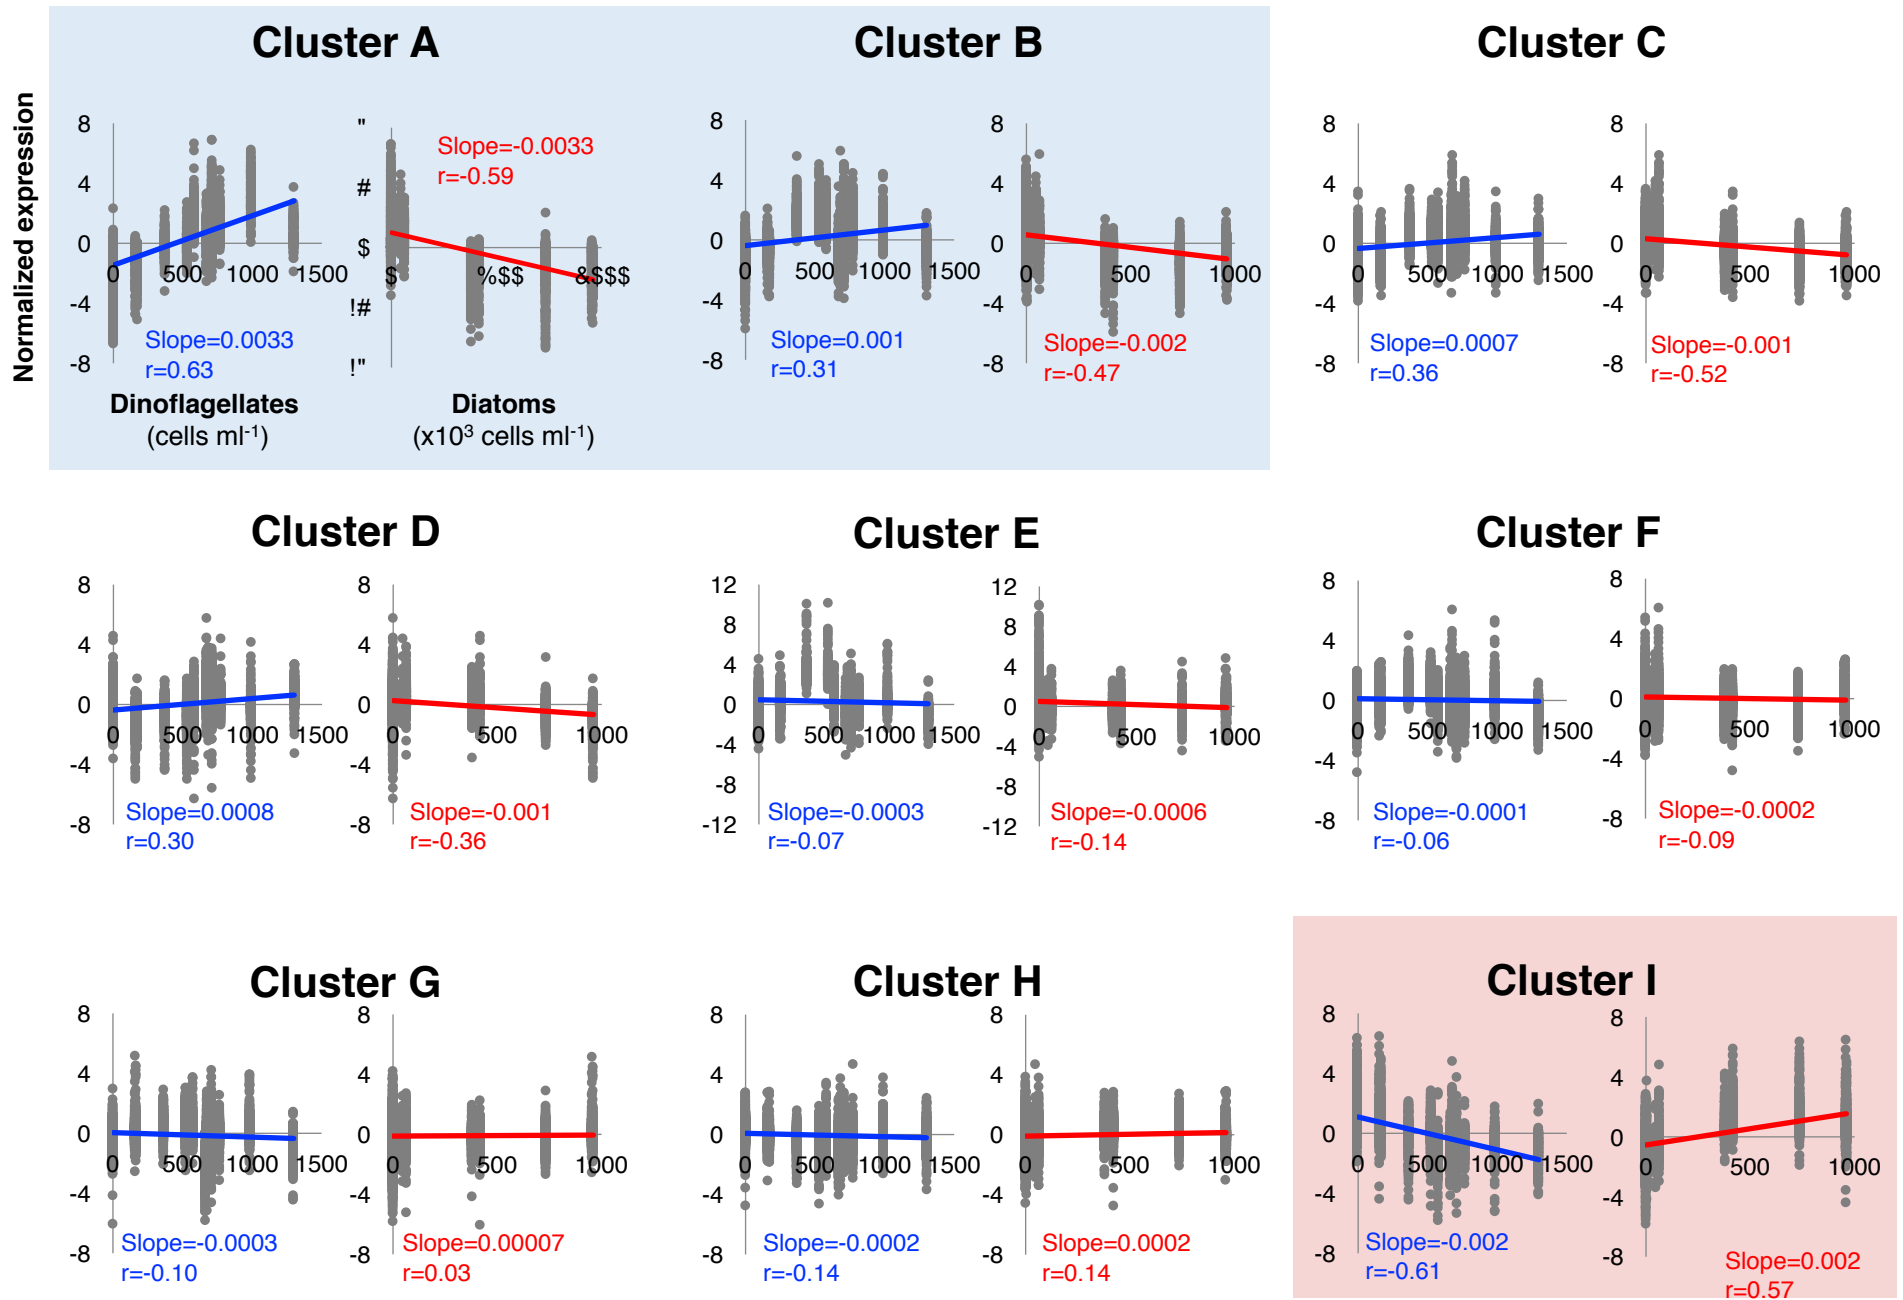 Cluster A
Normalized expression
8
4
0
-4
-8
0 500 1000 1500
Slope=0.0033
r=0.63
Dinoflagellates
(cells ml-1)
"
#
$
!#
!"
$ %$$ &$$$
Slope=-0.0033
r=-0.59
Diatoms
(x10³ cells ml-1)
Cluster B
8
4
0
-4
-8
0 500 1000 1500
Slope=0.001
r=0.31
8
4
0
-4
-8
0 500 1000
Slope=-0.002
r=-0.47
Cluster C
8
4
0
-4
-8
0 500 1000 1500
Slope=0.0007
r=0.36
8
4
0
-4
-8
0 500 1000
Slope=-0.001
r=-0.52
Cluster D
8
4
0
-4
-8
0 500 1000 1500
Slope=0.0008
r=0.30
8
4
0
-4
-8
0 500 1000
Slope=-0.001
r=-0.36
Cluster E
12
8
4
0
-4
-8
-12
0 500 1000 1500
Slope=-0.0003
r=-0.07
12
8
4
0
-4
-8
-12
0 500 1000
Slope=-0.0006
r=-0.14
Cluster F
8
4
0
-4
-8
0 500 1000 1500
Slope=-0.0001
r=-0.06
8
4
0
-4
-8
0 500 1000
Slope=-0.0002
r=-0.09
Cluster G
8
4
0
-4
-8
0 500 1000 1500
Slope=-0.0003
r=-0.10
8
4
0
-4
-8
0 500 1000
Slope=0.00007
r=0.03
Cluster H
8
4
0
-4
-8
0 500 1000 1500
Slope=-0.0002
r=-0.14
8
4
0
-4
-8
0 500 1000
Slope=0.0002
r=0.14
Cluster I
8
4
0
-4
-8
0 500 1000 1500
Slope=-0.002
r=-0.61
8
4
0
-4
-8
0 500 1000
Slope=0.002
r=0.57